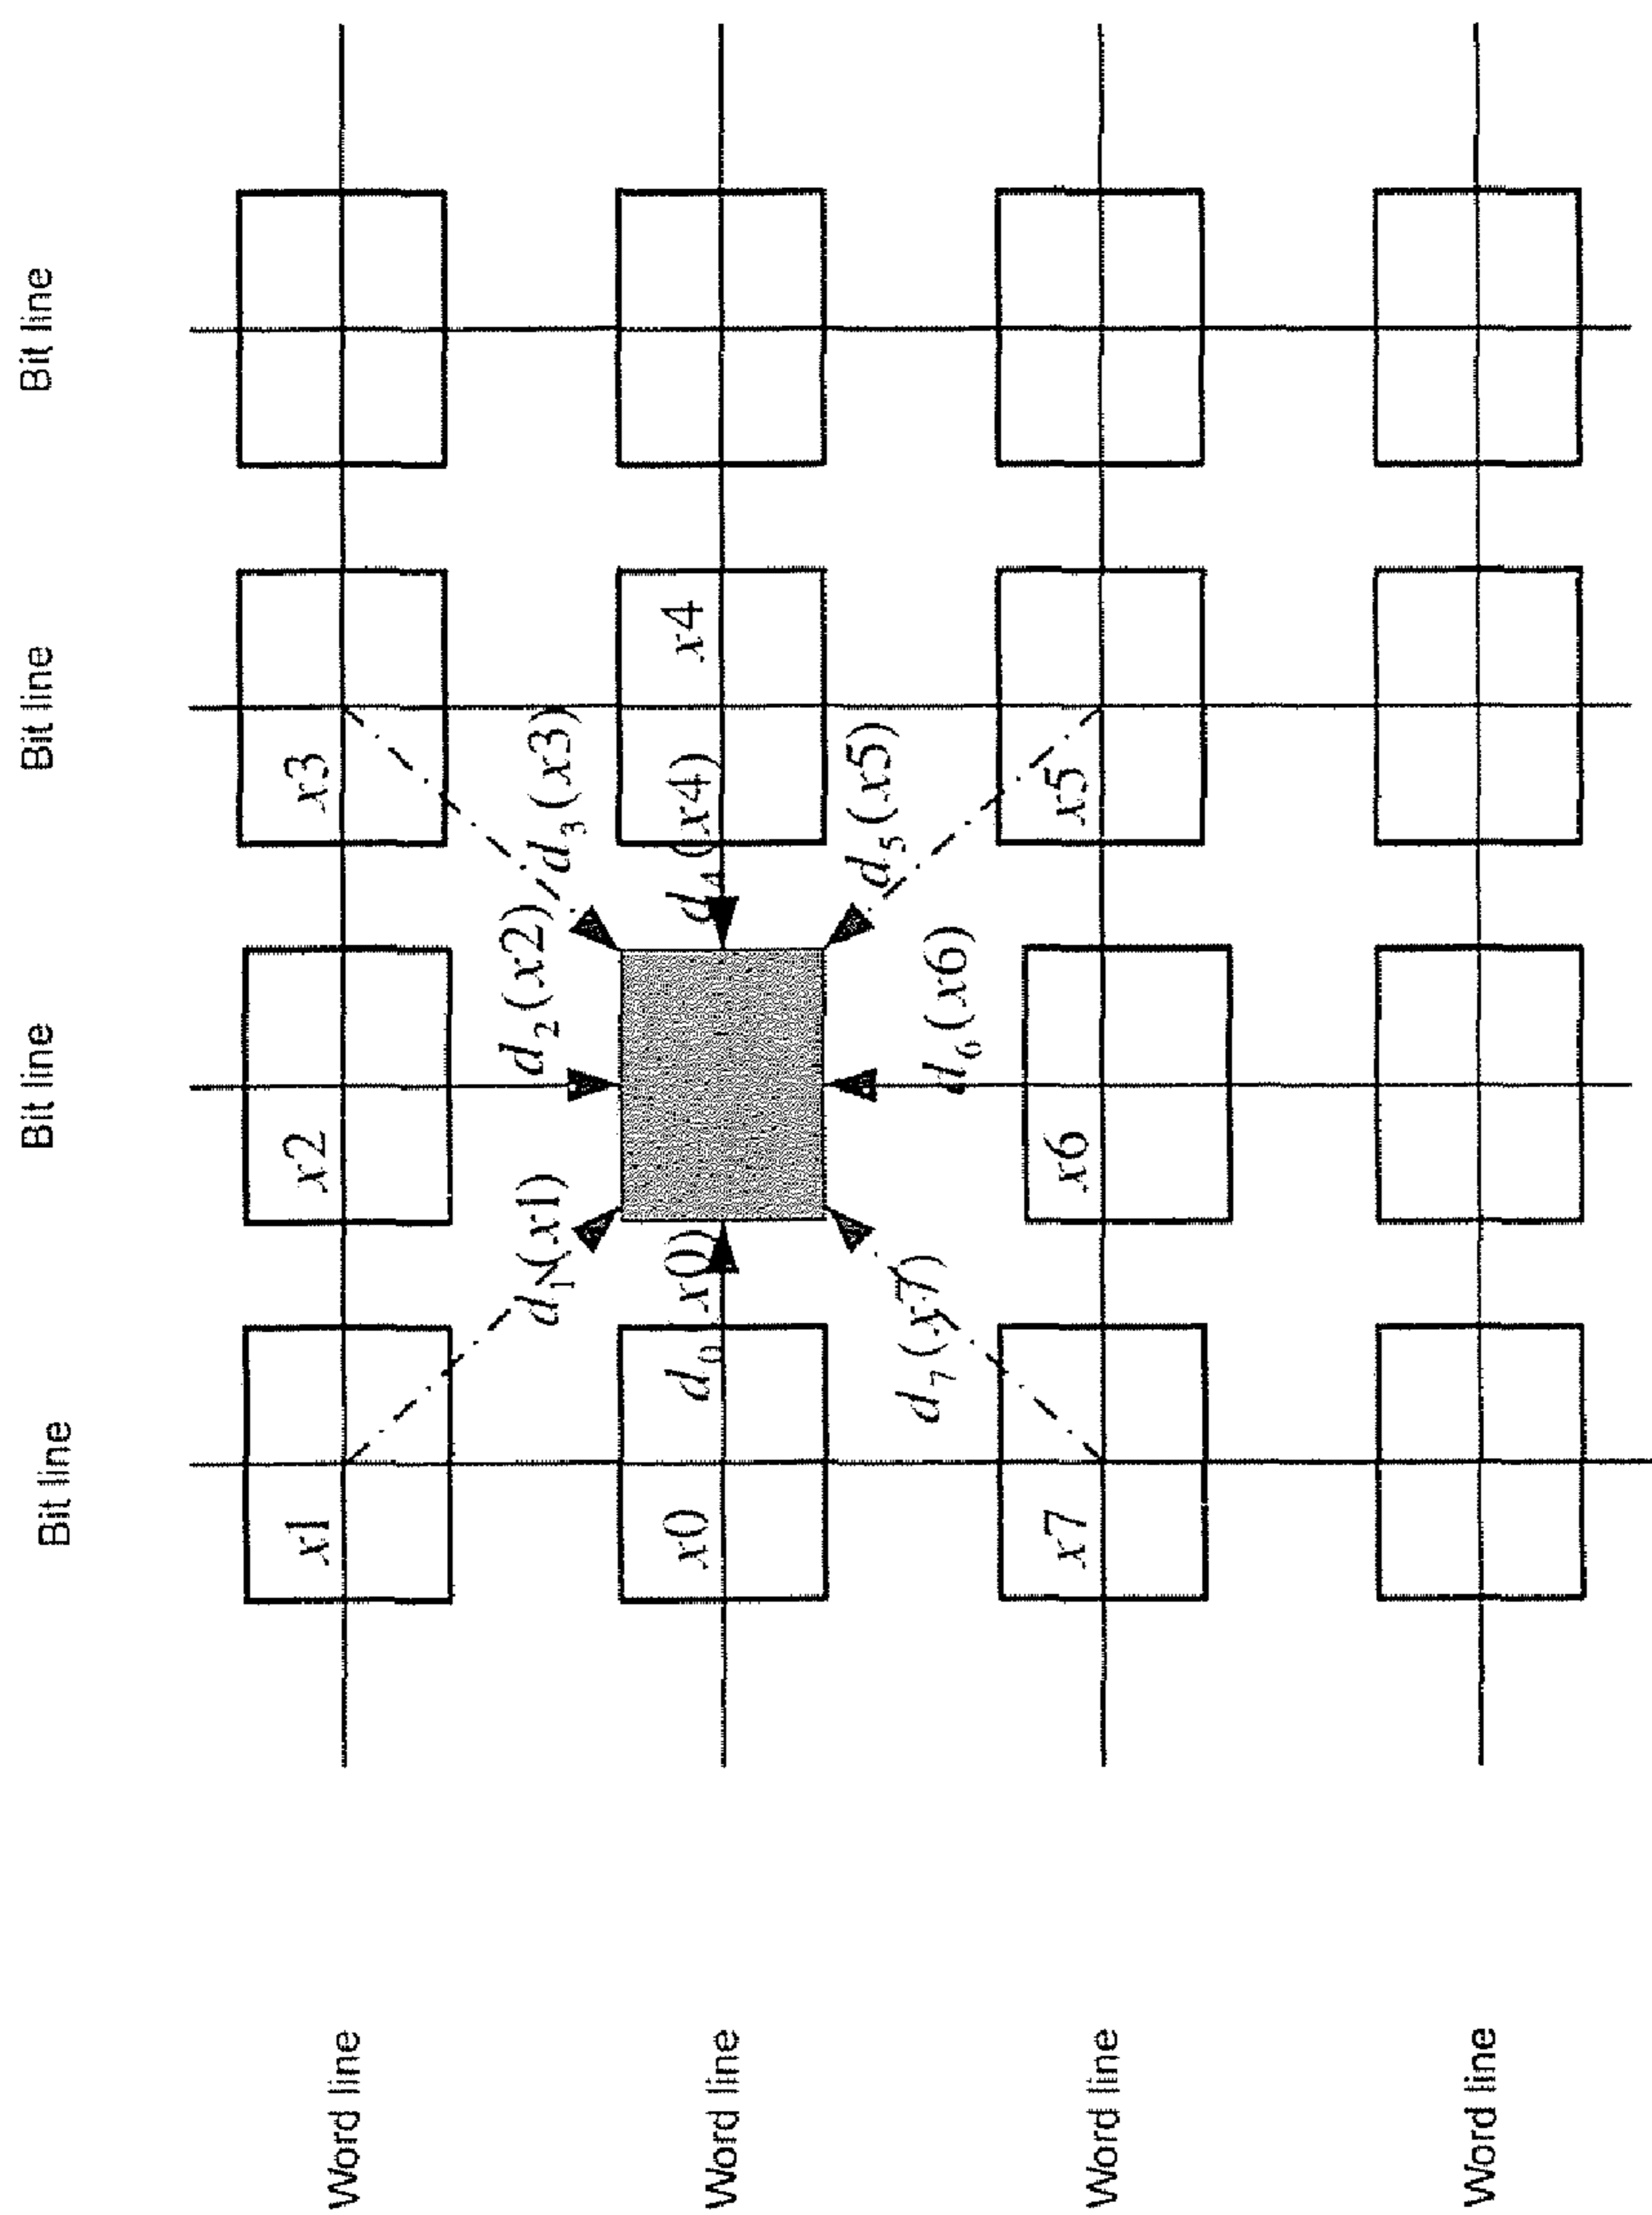 Bit line
Bit line
Bit line
Bit line
Word line
x1
x2
x3
d1(x1)
d2(x2)
d3(x3)
Word line
x0
d0(x0)
d4(x4)
x4
d7(x7)
d6(x6)
d5(x5)
Word line
x7
x6
x5
Word line